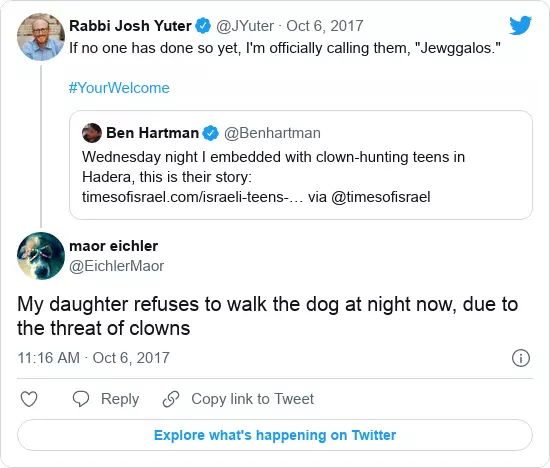 Rabbi Josh Yuter @JYuter · Oct 6, 2017
If no one has done so yet, I'm officially calling them, "Jewggalos."
#YourWelcome
Ben Hartman @Benhartman
Wednesday night I embedded with clown-hunting teens in
Hadera, this is their story:
timesofisrael.com/israeli-teens-… via @timesofisrael
maor eichler
@EichlerMaor
My daughter refuses to walk the dog at night now, due to
the threat of clowns
11:16 AM · Oct 6, 2017
Reply Copy link to Tweet
Explore what's happening on Twitter